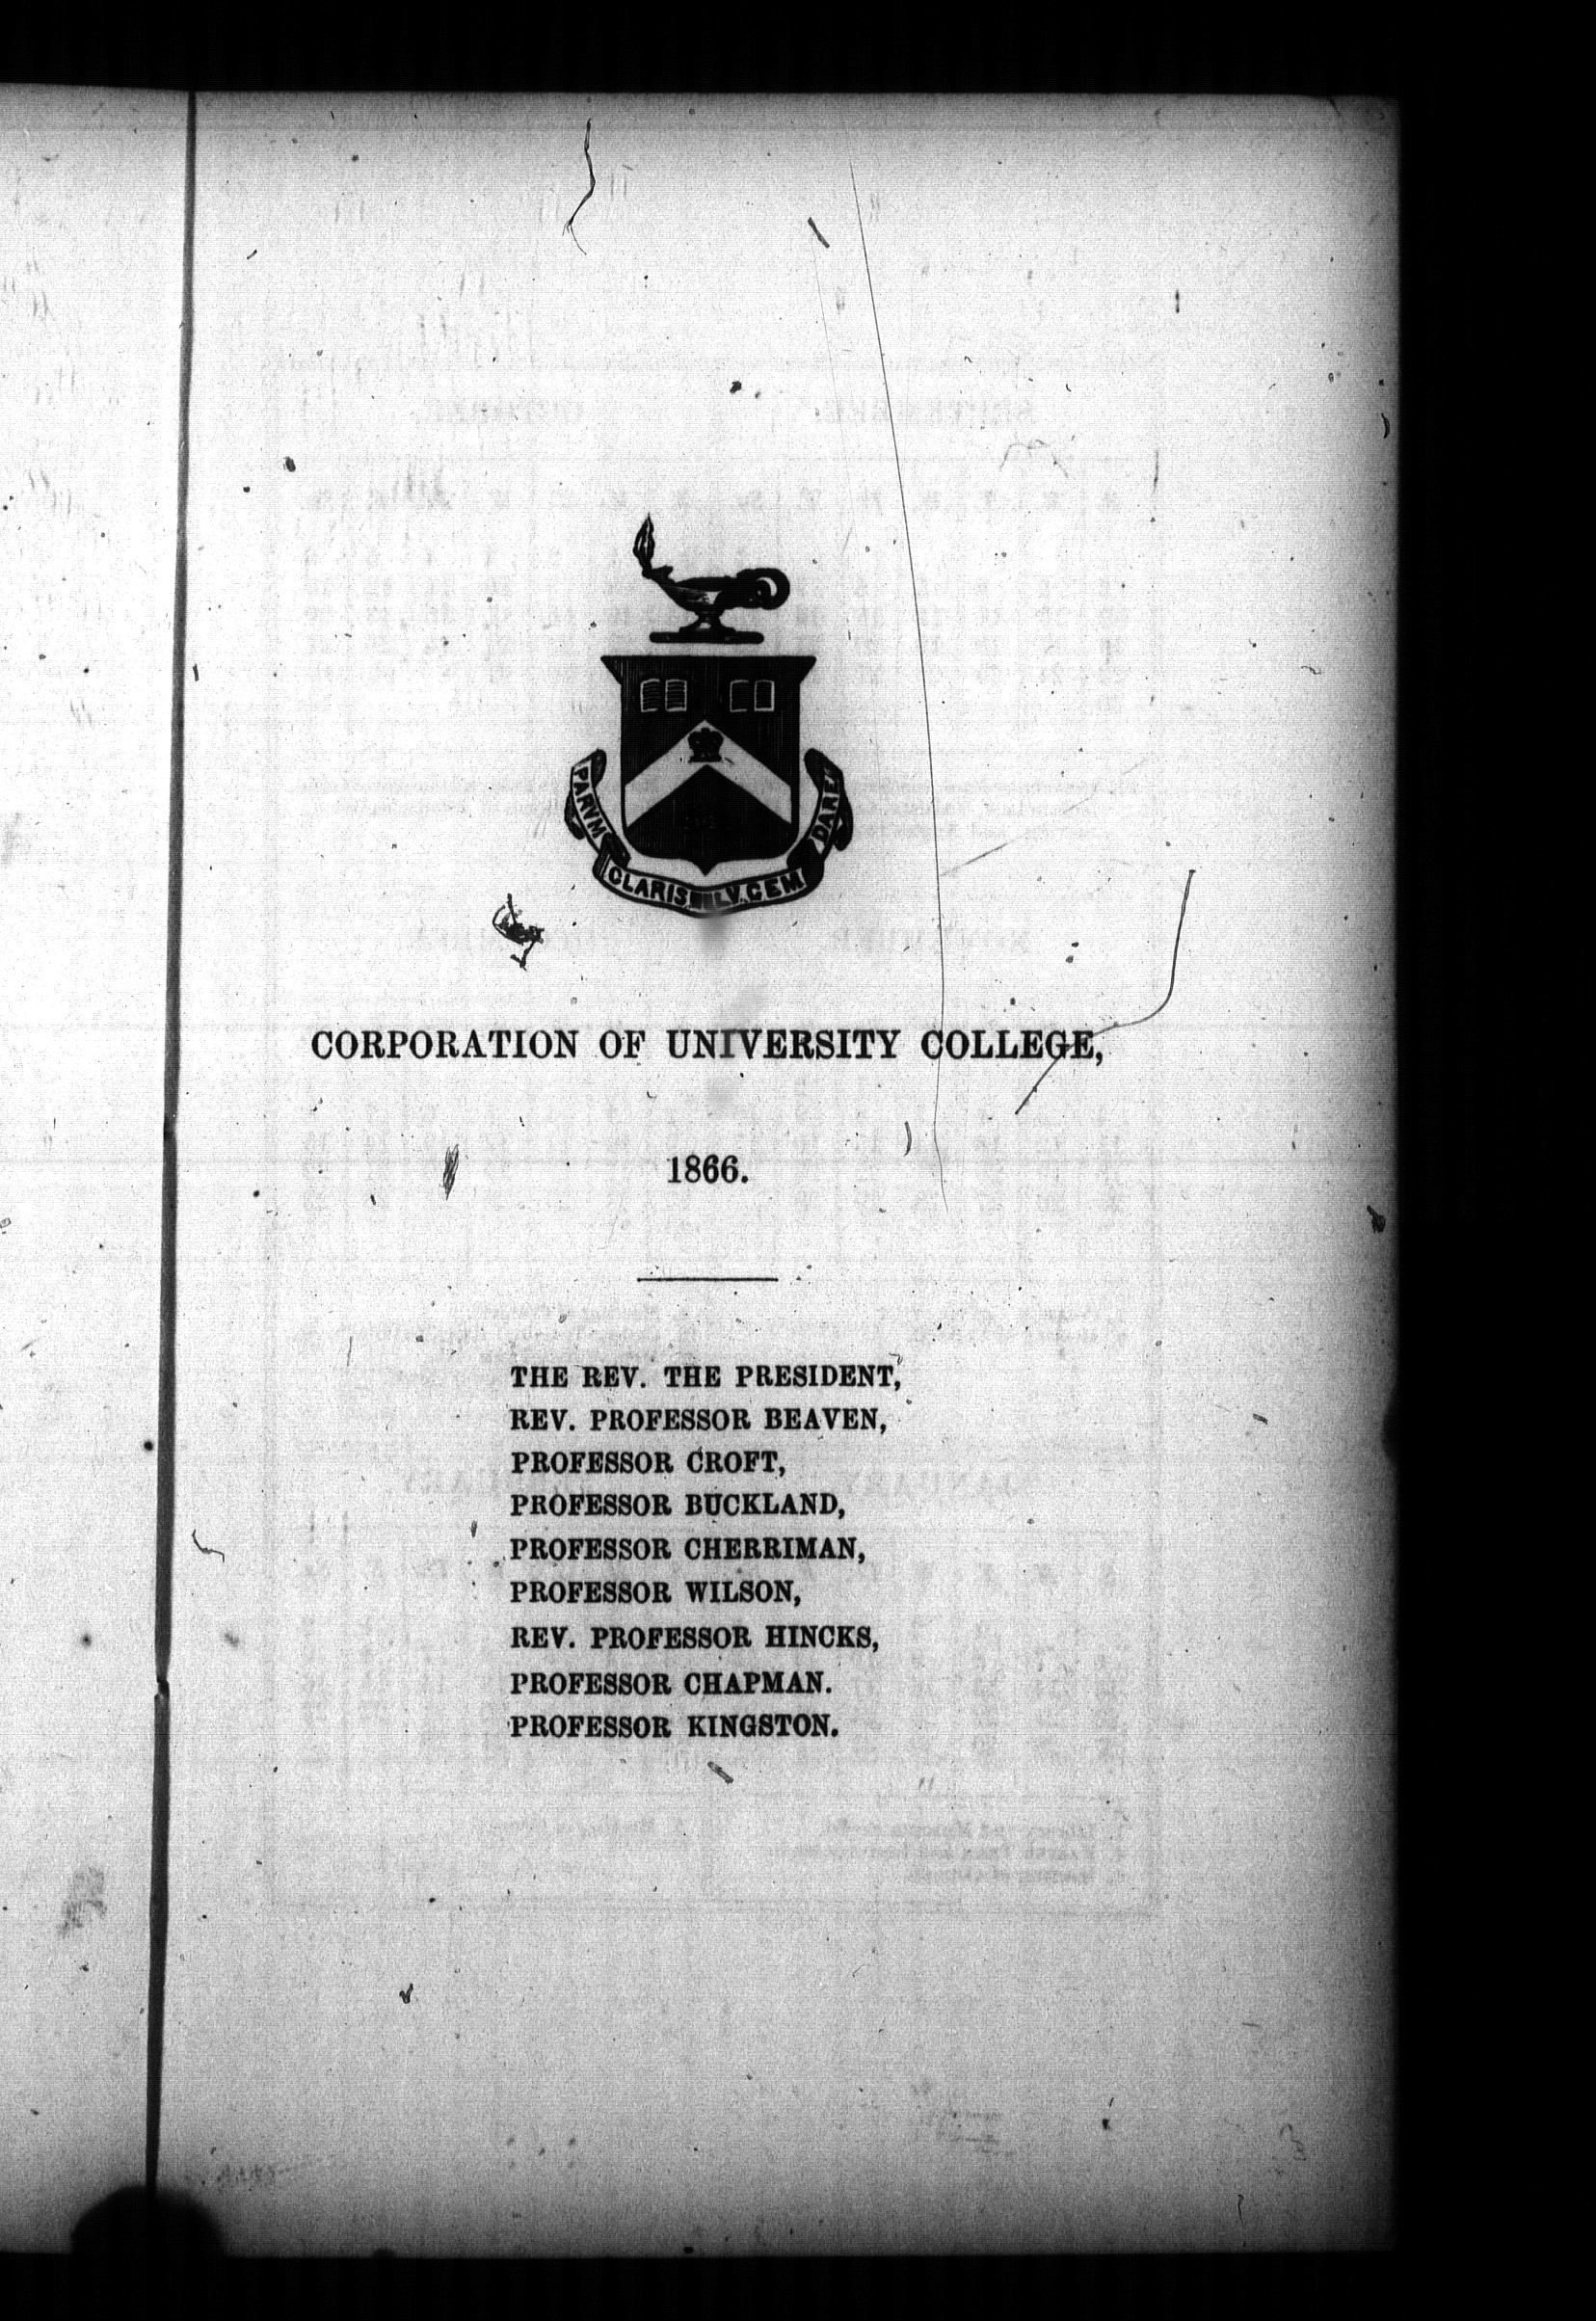 PARVM
CLARIS LVCEM
DARE
CORPORATION OF UNIVERSITY COLLEGE,
1866.
THE REV. THE PRESIDENT,
REV. PROFESSOR BEAVEN,
PROFESSOR CROFT,
PROFESSOR BUCKLAND,
PROFESSOR CHERRIMAN,
PROFESSOR WILSON,
REV. PROFESSOR HINCKS,
PROFESSOR CHAPMAN.
PROFESSOR KINGSTON.